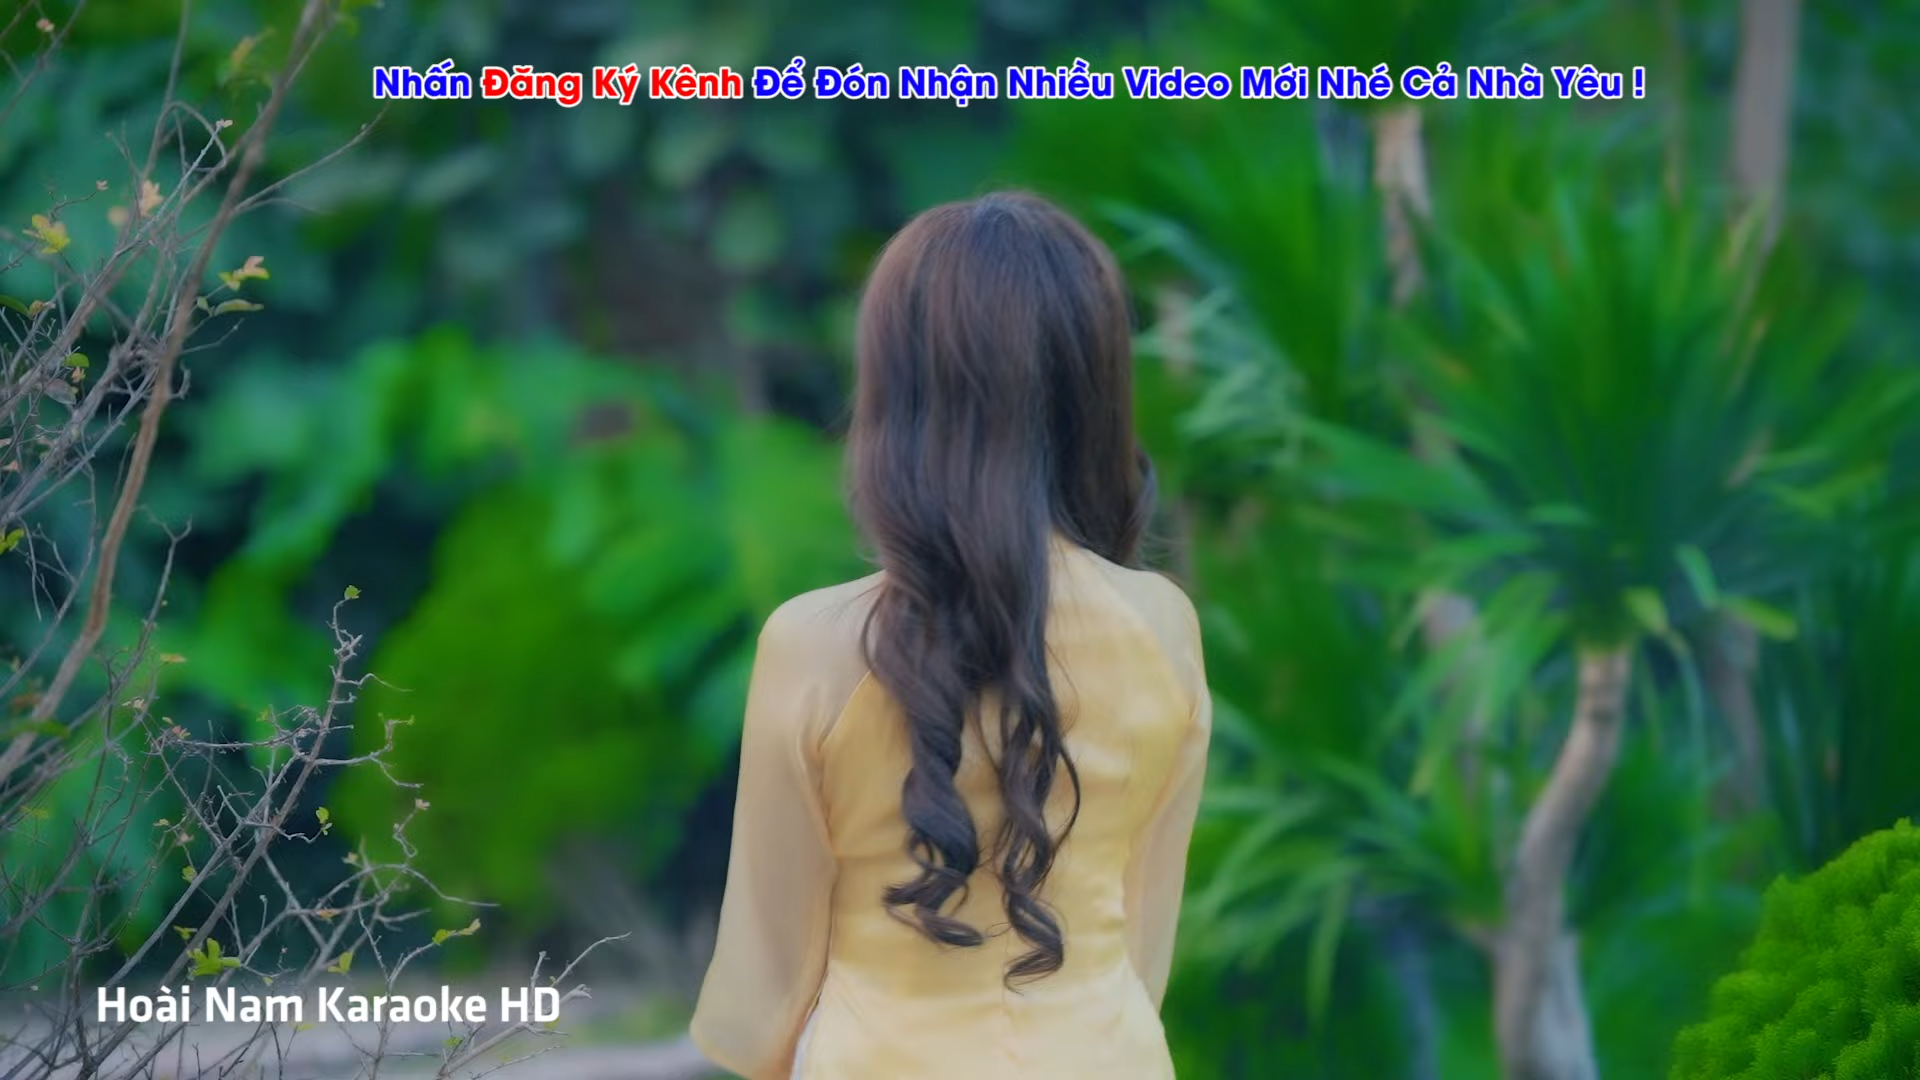 Nhấn Đăng Ký Kênh Để Đón Nhận Nhiều Video Mới Nhé Cả Nhà Yêu !
Hoài Nam Karaoke HD